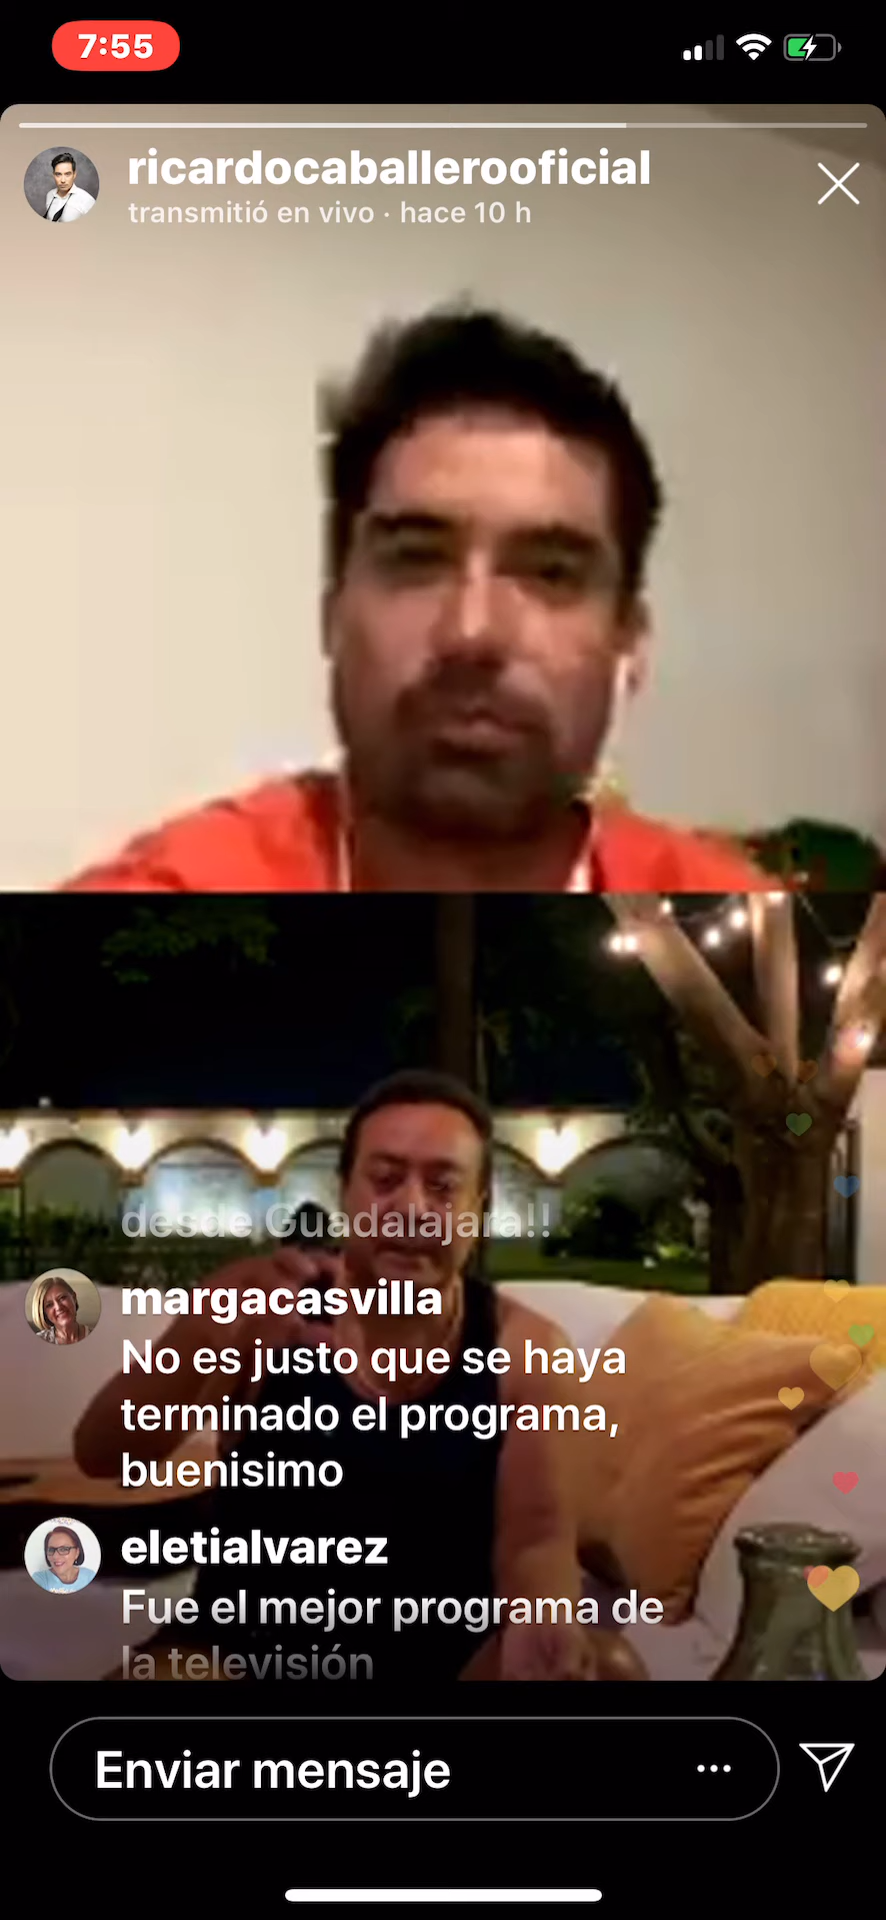 7:55
ricardocaballerooficial
transmitió en vivo · hace 10 h
desde Guadalajara!!
margacasvilla
No es justo que se haya
terminado el programa,
buenisimo
eletialvarez
Fue el mejor programa de
la televisión
Enviar mensaje